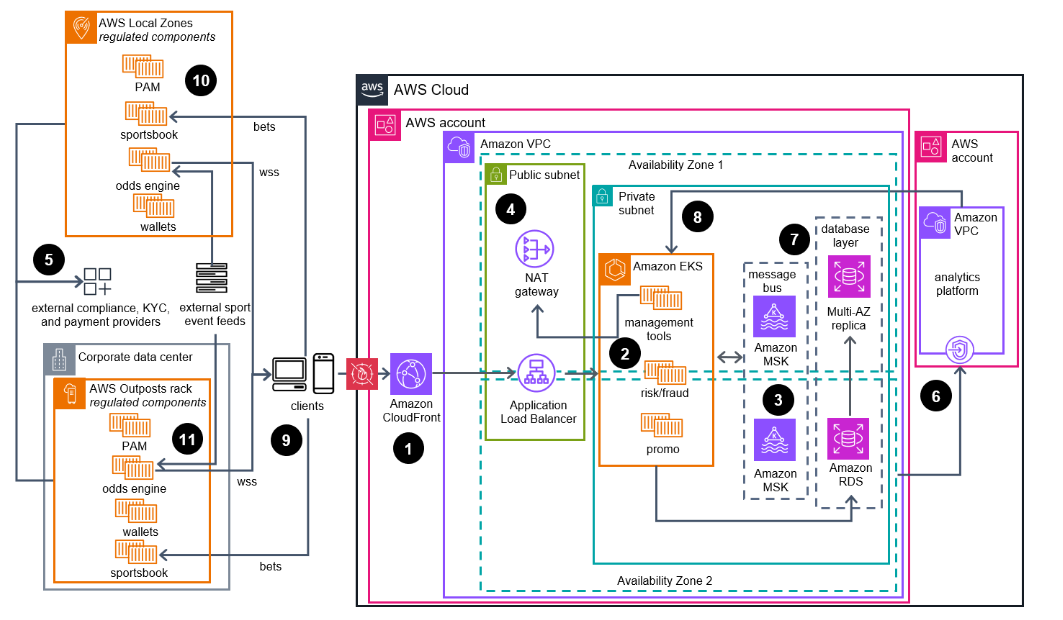 AWS Local Zones
regulated components
PAM
10
sportsbook
bets
odds engine
wss
wallets
5
external compliance, KYC,
and payment providers
external sport
event feeds
Corporate data center
AWS Outposts rack
regulated components
PAM
11
odds engine
wss
wallets
sportsbook
bets
clients
9
aws
AWS Cloud
AWS account
Amazon VPC
Availability Zone 1
Public subnet
4
NAT
gateway
Application
Load Balancer
Amazon
CloudFront
1
Private
subnet
8
Amazon EKS
management
tools
2
risk/fraud
promo
message
bus
Amazon
MSK
3
Amazon
MSK
7
database
layer
Multi-AZ
replica
Amazon
RDS
Availability Zone 2
AWS
account
Amazon
VPC
analytics
platform
6